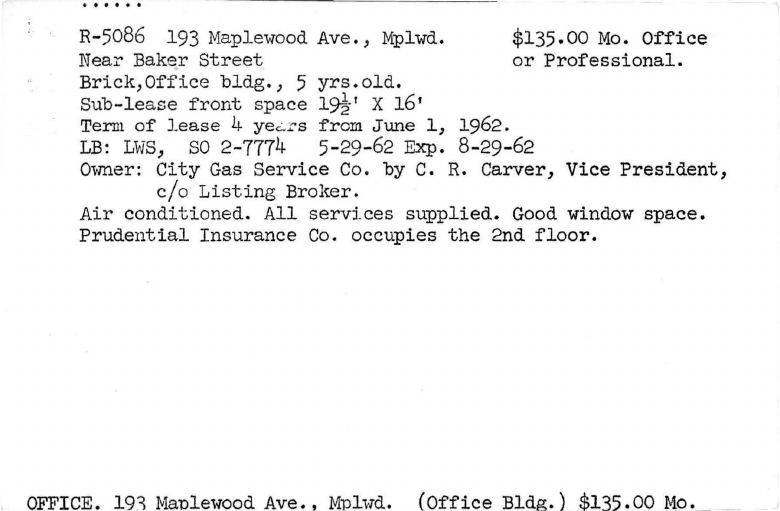 R-5086 193 Maplewood Ave., Mplwd. $135.00 Mo. Office
Near Baker Street or Professional.
Brick,Office bldg., 5 yrs.old.
Sub-lease front space 19½' X 16'
Term of lease 4 years from June 1, 1962.
LB: LWS, SO 2-7774 5-29-62 Exp. 8-29-62
Owner: City Gas Service Co. by C. R. Carver, Vice President,
c/o Listing Broker.
Air conditioned. All services supplied. Good window space.
Prudential Insurance Co. occupies the 2nd floor.
OFFICE. 193 Maplewood Ave., Mplwd. (Office Bldg.) $135.00 Mo.